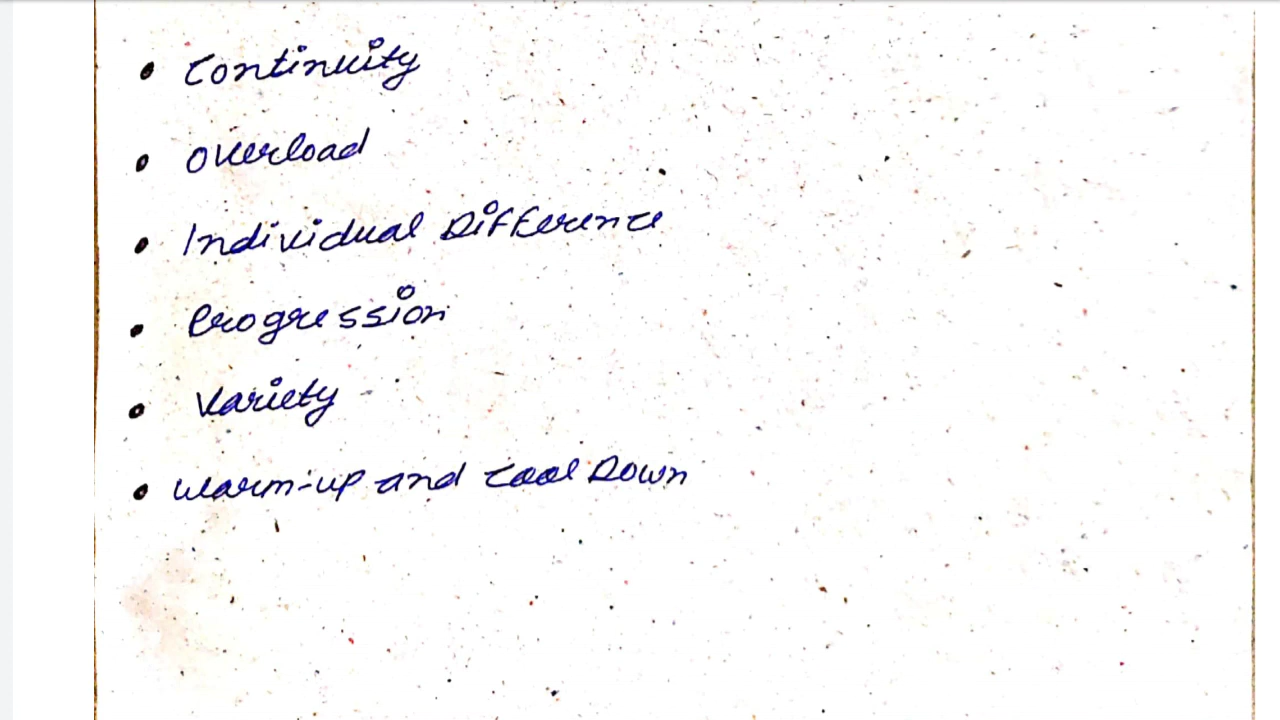 • Continuity
• Overload
• Individual Difference
• Progression
• Variety
• Warm-up and Cool Down